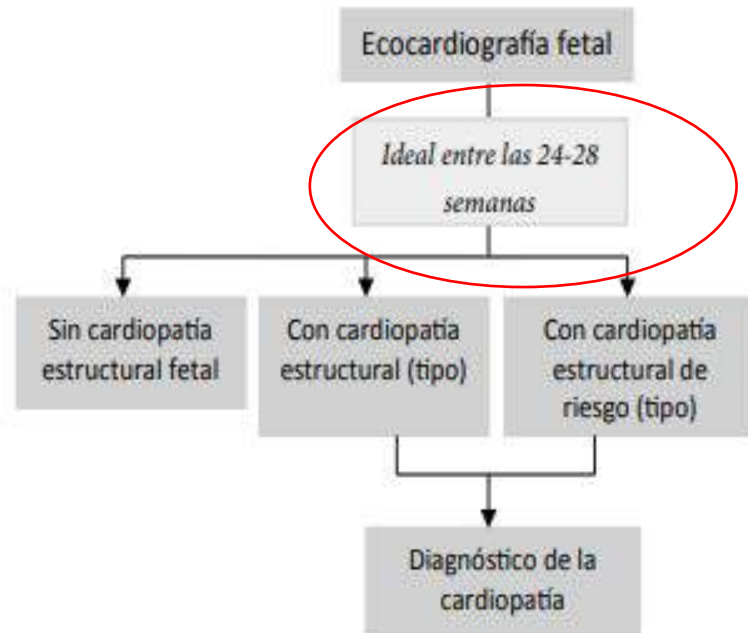 Ecocardiografía fetal
Ideal entre las 24-28
semanas
Sin cardiopatía
estructural fetal
Con cardiopatía
estructural (tipo)
Con cardiopatía
estructural de
riesgo (tipo)
Diagnóstico de la
cardiopatía